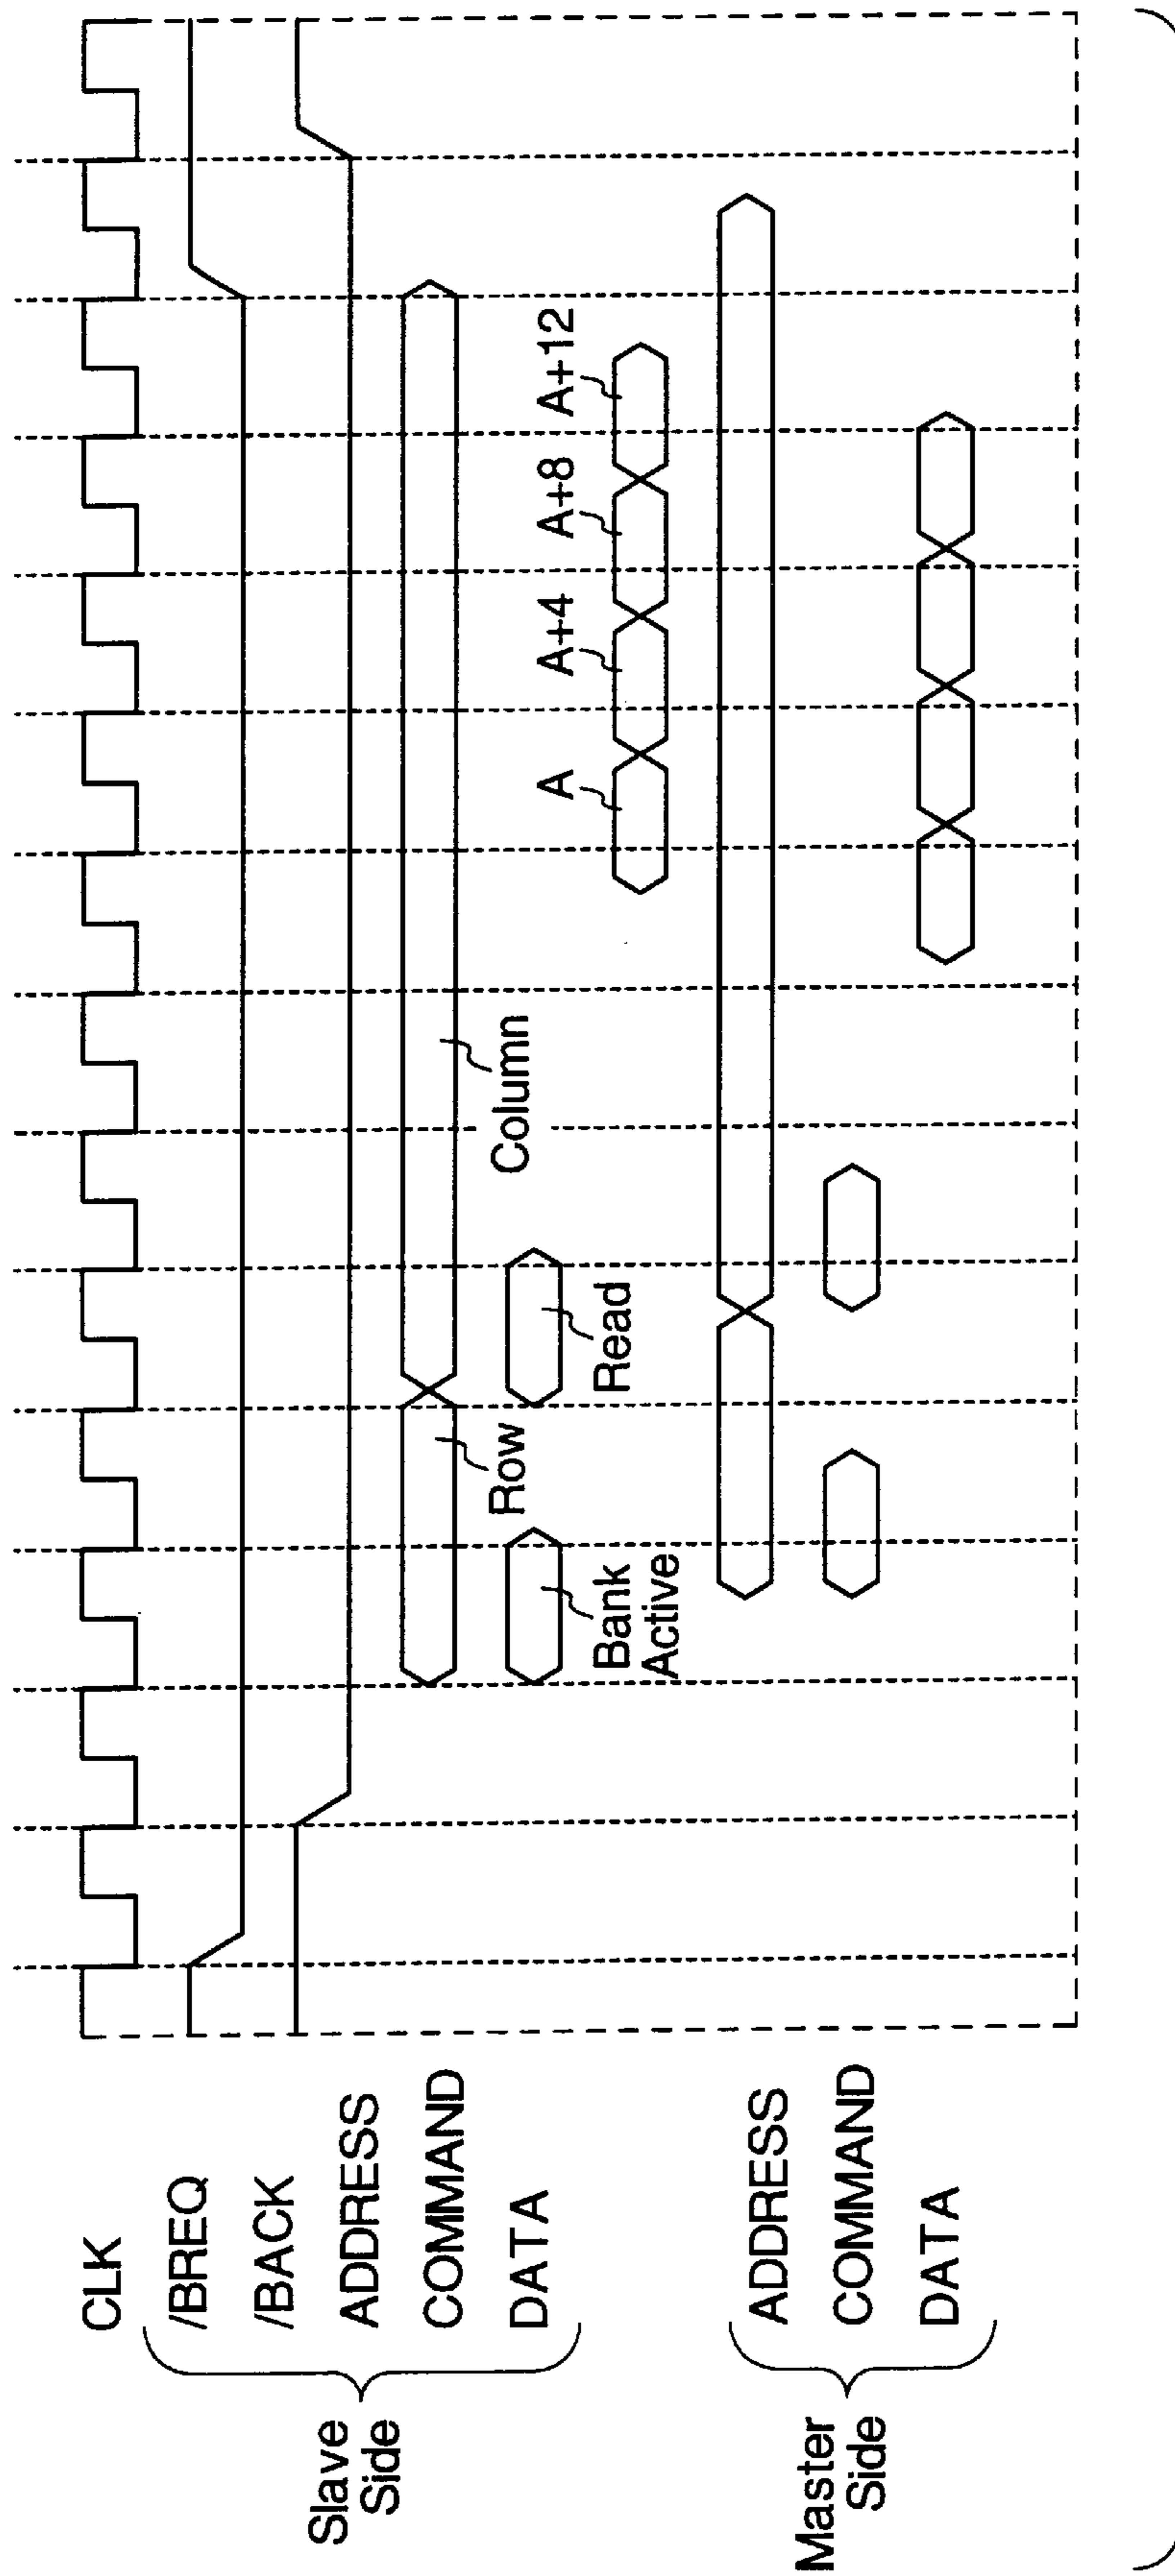 CLK
/BREQ
/BACK
ADDRESS
COMMAND
DATA
Slave
Side
Row
Column
Bank
Active
Read
A
A+4
A+8
A+12
ADDRESS
COMMAND
DATA
Master
Side